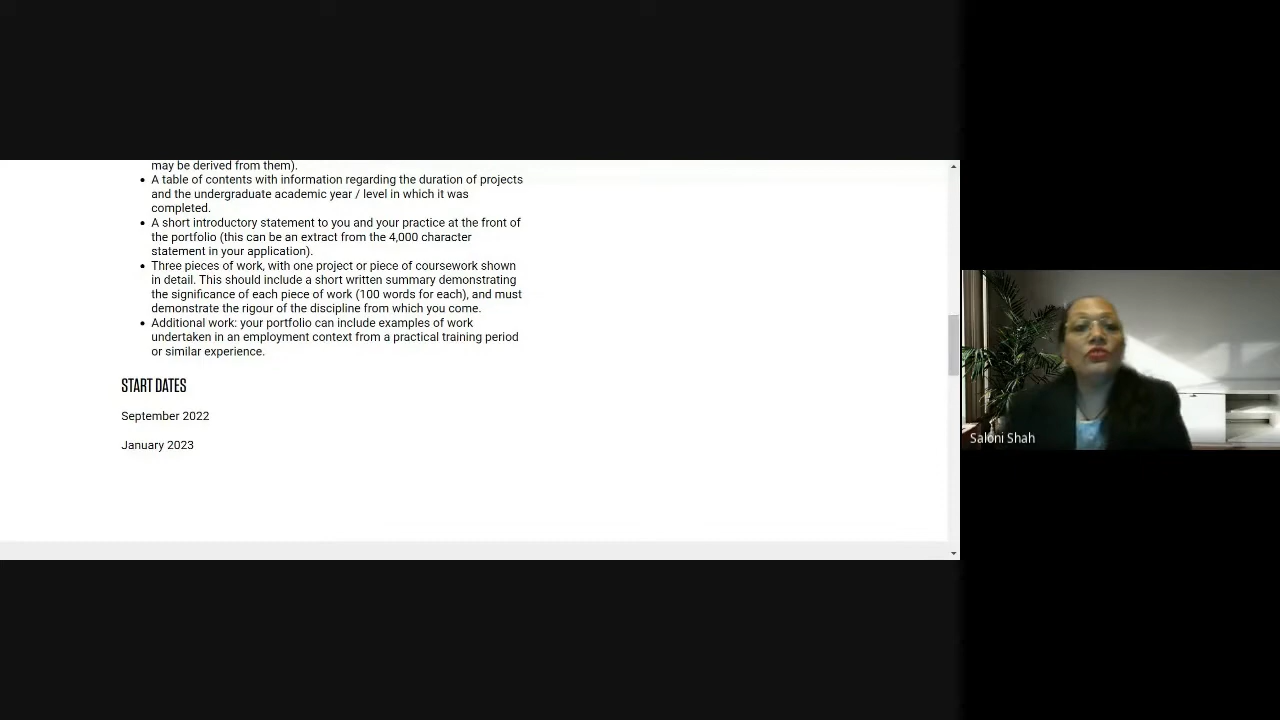 may be derived from them).
• A table of contents with information regarding the duration of projects
and the undergraduate academic year / level in which it was
completed.
• A short introductory statement to you and your practice at the front of
the portfolio (this can be an extract from the 4,000 character
statement in your application).
• Three pieces of work, with one project or piece of coursework shown
in detail. This should include a short written summary demonstrating
the significance of each piece of work (100 words for each), and must
demonstrate the rigour of the discipline from which you come.
• Additional work: your portfolio can include examples of work
undertaken in an employment context from a practical training period
or similar experience.
START DATES
September 2022
January 2023
Saloni Shah